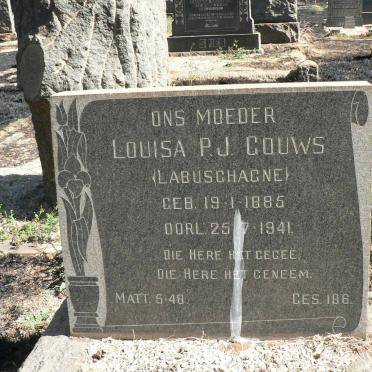 ONS MOEDER
LOUISA P.J. GOUWS
(LABUSCHAGNE)
GEB. 19-1-1885
OORL. 25-7-1941.
DIE HERE HET GEGEE,
DIE HERE HET GENEEM.
MATT. 5-48. GES. 186.